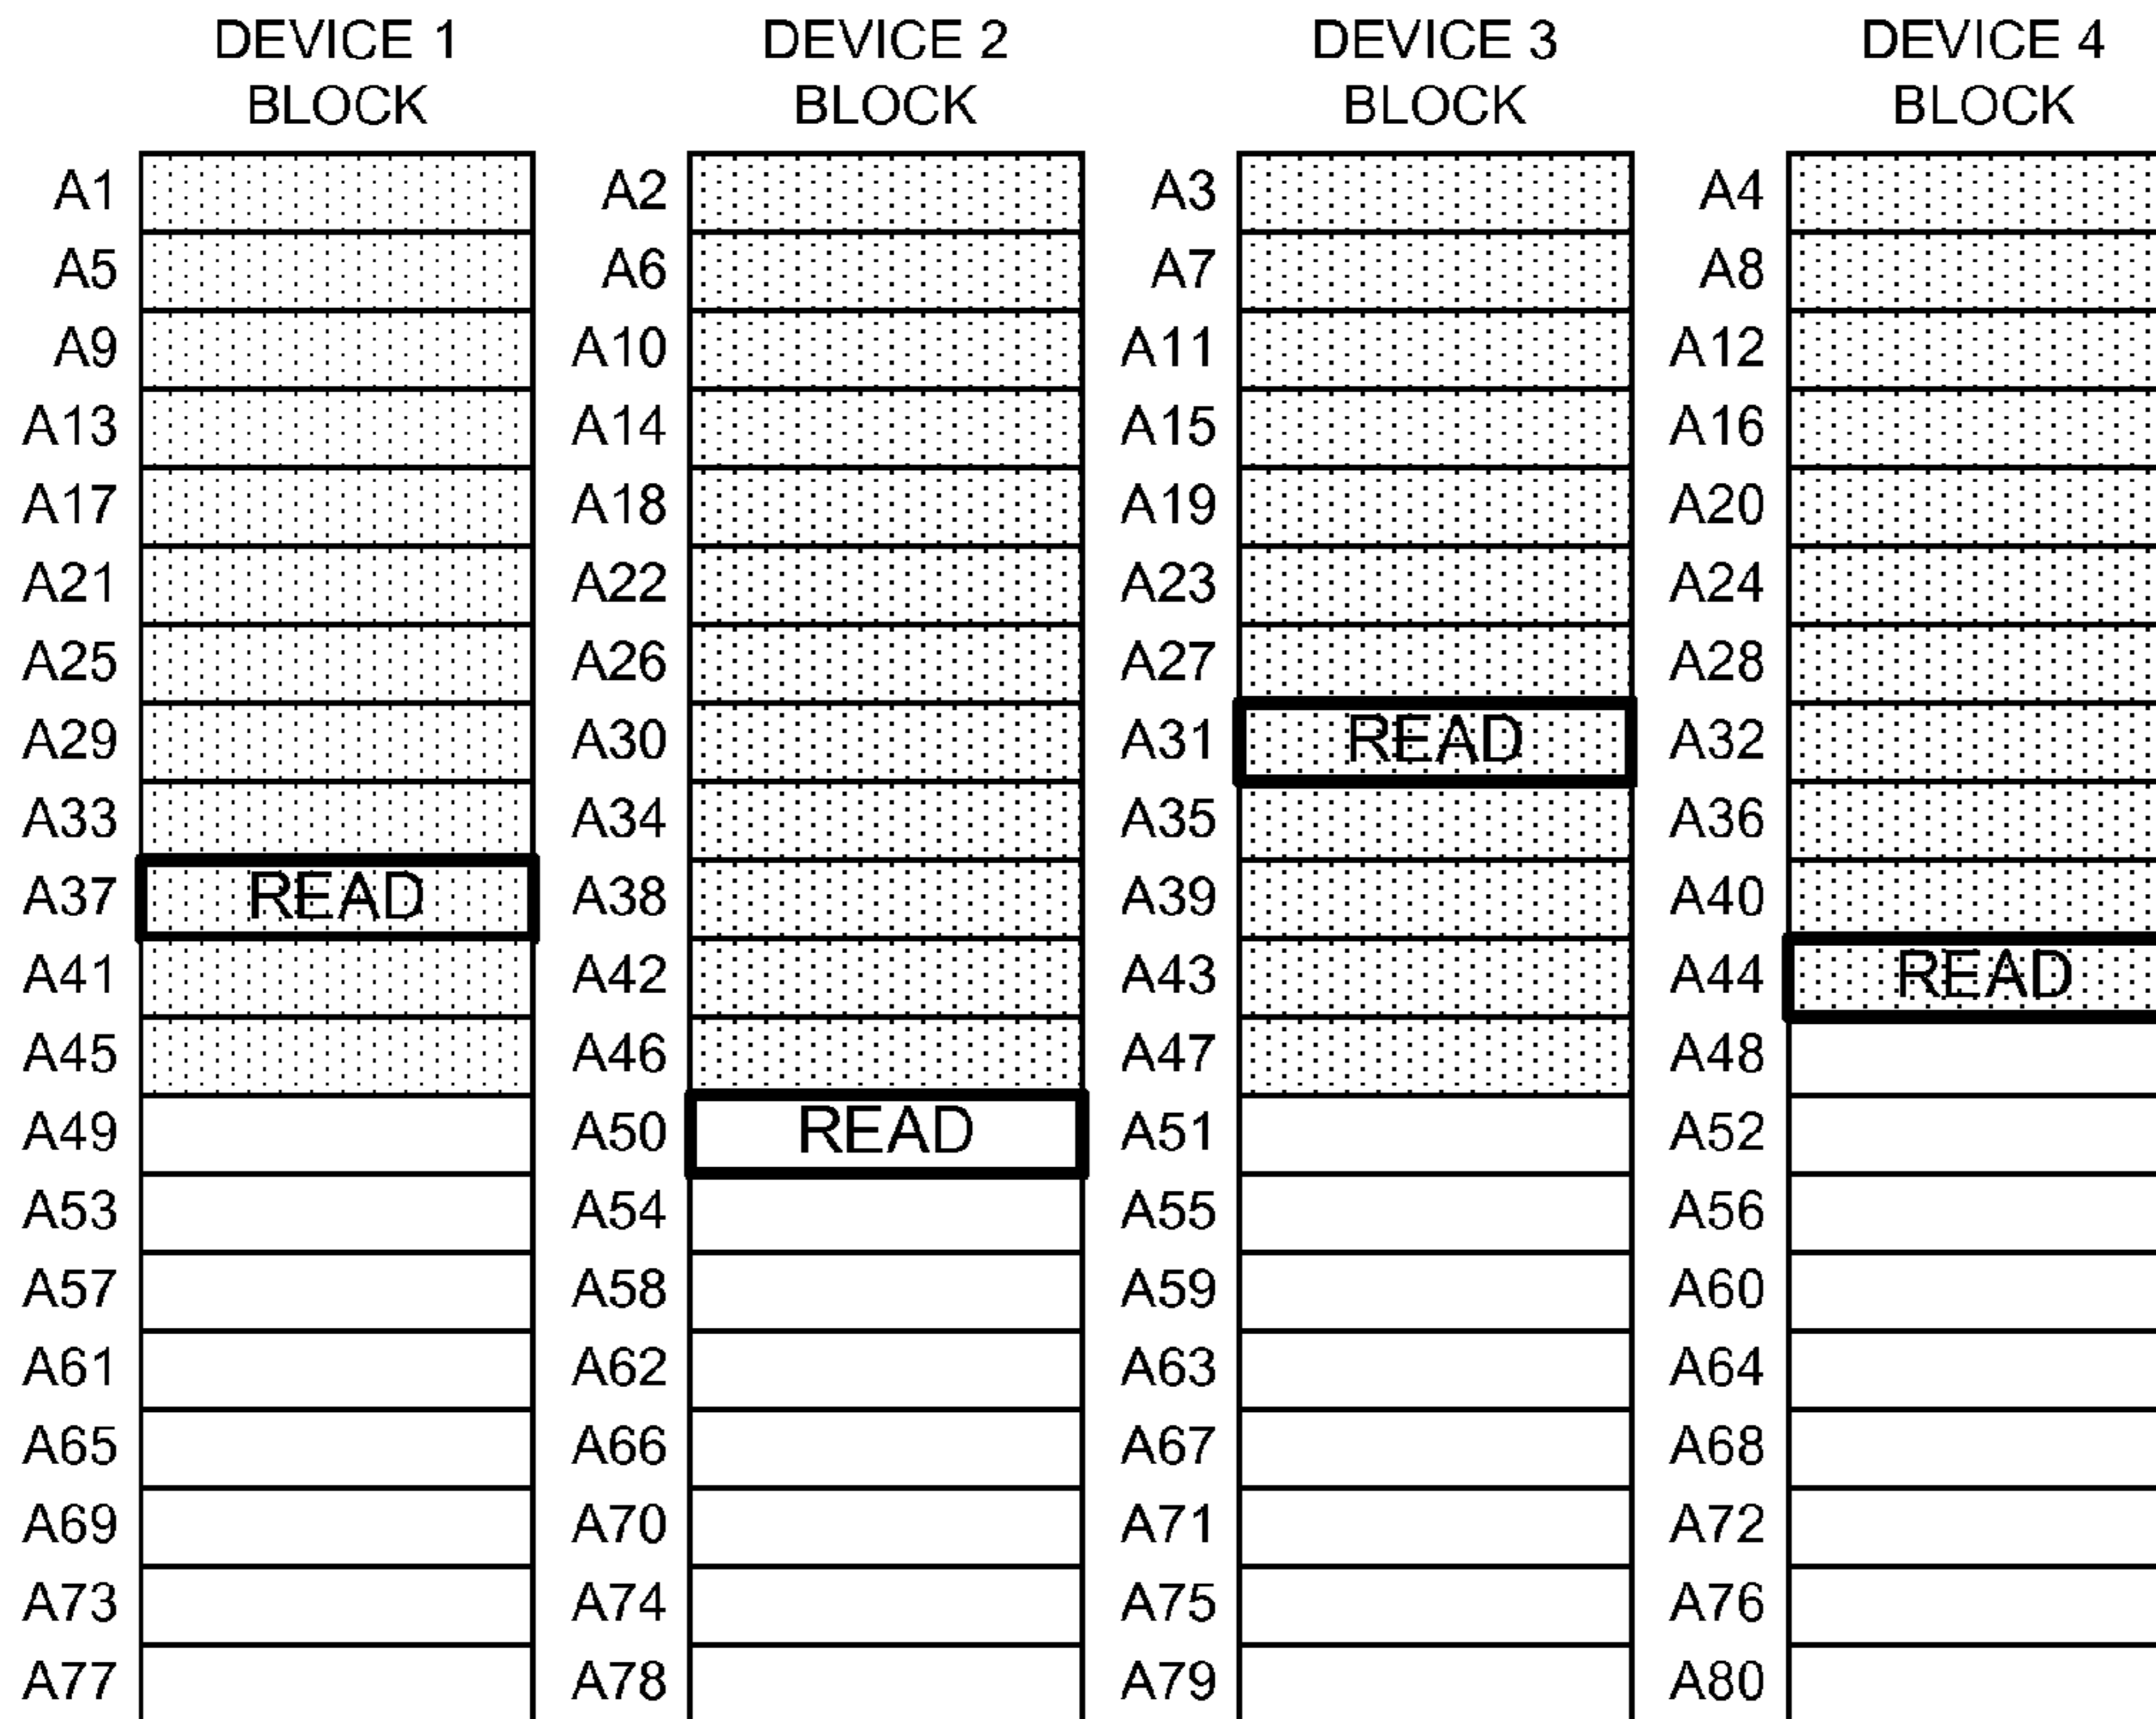 DEVICE 1 DEVICE 2 DEVICE 3 DEVICE 4
BLOCK BLOCK BLOCK BLOCK
A1 A2 A3 A4
A5 A6 A7 A8
A9 A10 A11 A12
A13 A14 A15 A16
A17 A18 A19 A20
A21 A22 A23 A24
A25 A26 A27 A28
A29 A30 A31 READ A32
A33 A34 A35 A36
A37 READ A38 A39 A40
A41 A42 A43 A44 READ
A45 A46 A47 A48
A49 A50 READ A51 A52
A53 A54 A55 A56
A57 A58 A59 A60
A61 A62 A63 A64
A65 A66 A67 A68
A69 A70 A71 A72
A73 A74 A75 A76
A77 A78 A79 A80